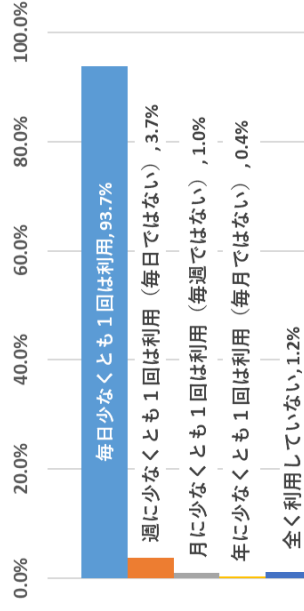 毎日少なくとも1回は利用, 93.7%
週に少なくとも1回は利用（毎日ではない）, 3.7%
月に少なくとも1回は利用（毎週ではない）, 1.0%
年に少なくとも1回は利用（毎月ではない）, 0.4%
全く利用していない, 1.2%
0.0%
20.0%
40.0%
60.0%
80.0%
100.0%